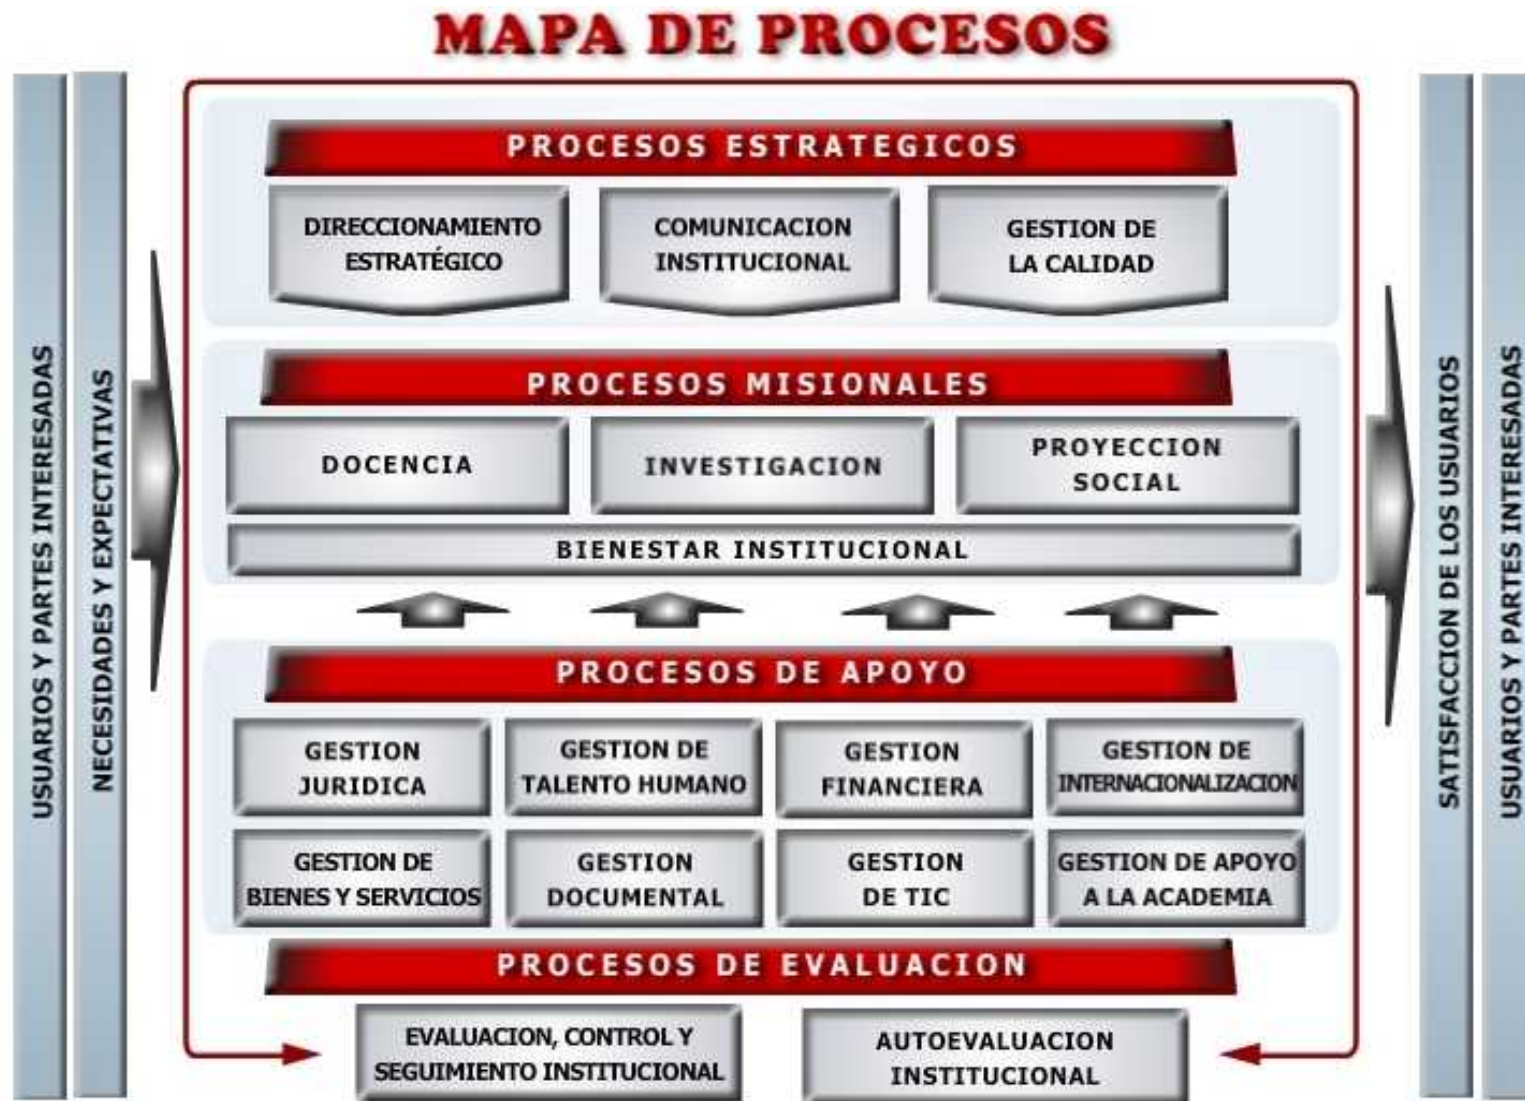 MAPA DE PROCESOS
USUARIOS Y PARTES INTERESADAS
NECESIDADES Y EXPECTATIVAS
PROCESOS ESTRATEGICOS
DIRECCIONAMIENTO
ESTRATÉGICO
COMUNICACION
INSTITUCIONAL
GESTION DE
LA CALIDAD
PROCESOS MISIONALES
DOCENCIA
INVESTIGACION
PROYECCION
SOCIAL
BIENESTAR INSTITUCIONAL
PROCESOS DE APOYO
GESTION
JURIDICA
GESTION DE
TALENTO HUMANO
GESTION
FINANCIERA
GESTION DE
INTERNACIONALIZACION
GESTION DE
BIENES Y SERVICIOS
GESTION
DOCUMENTAL
GESTION
DE TIC
GESTION DE APOYO
A LA ACADEMIA
PROCESOS DE EVALUACION
EVALUACION, CONTROL Y
SEGUIMIENTO INSTITUCIONAL
AUTOEVALUACION
INSTITUCIONAL
SATISFACCION DE LOS USUARIOS
USUARIOS Y PARTES INTERESADAS